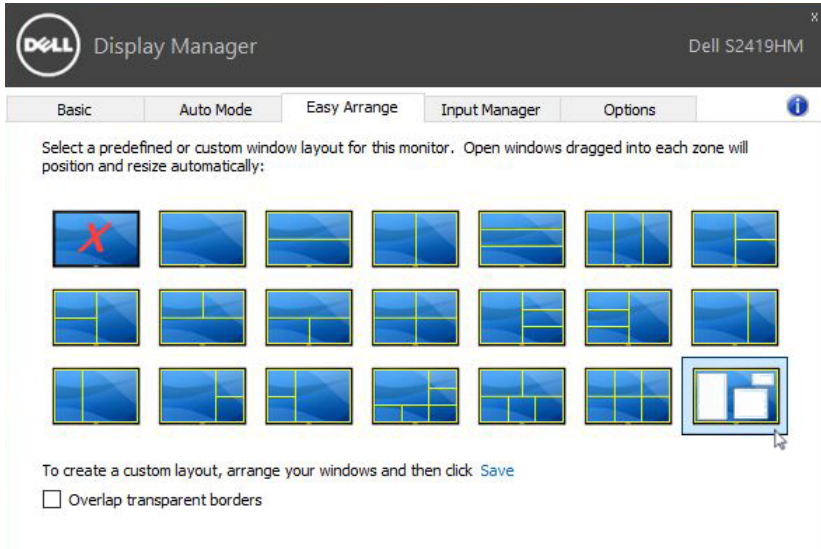 x
DELL Display Manager Dell S2419HM
Basic Auto Mode Easy Arrange Input Manager Options i
Select a predefined or custom window layout for this monitor. Open windows dragged into each zone will
position and resize automatically:
X
To create a custom layout, arrange your windows and then click Save
Overlap transparent borders